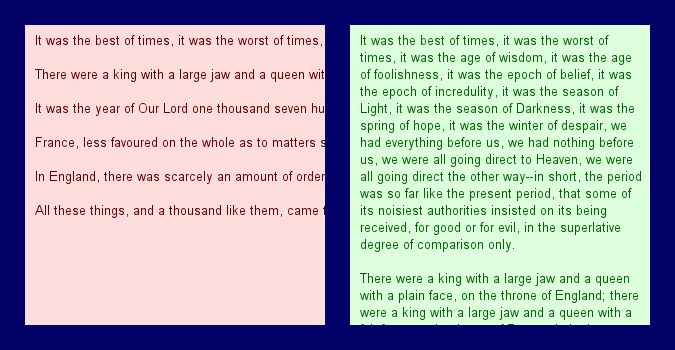 It was the best of times, it was the worst of times,
There were a king with a large jaw and a queen
It was the year of Our Lord one thousand seven
France, less favoured on the whole as to matters
In England, there was scarcely an amount of order
All these things, and a thousand like them, came
It was the best of times, it was the worst of
times, it was the age of wisdom, it was the age
of foolishness, it was the epoch of belief, it was
the epoch of incredulity, it was the season of
Light, it was the season of Darkness, it was the
spring of hope, it was the winter of despair, we
had everything before us, we had nothing before
us, we were all going direct to Heaven, we were
all going direct the other way--in short, the period
was so far like the present period, that some of
its noisiest authorities insisted on its being
received, for good or for evil, in the superlative
degree of comparison only.
There were a king with a large jaw and a queen
with a plain face, on the throne of England; there
were a king with a large jaw and a queen with a